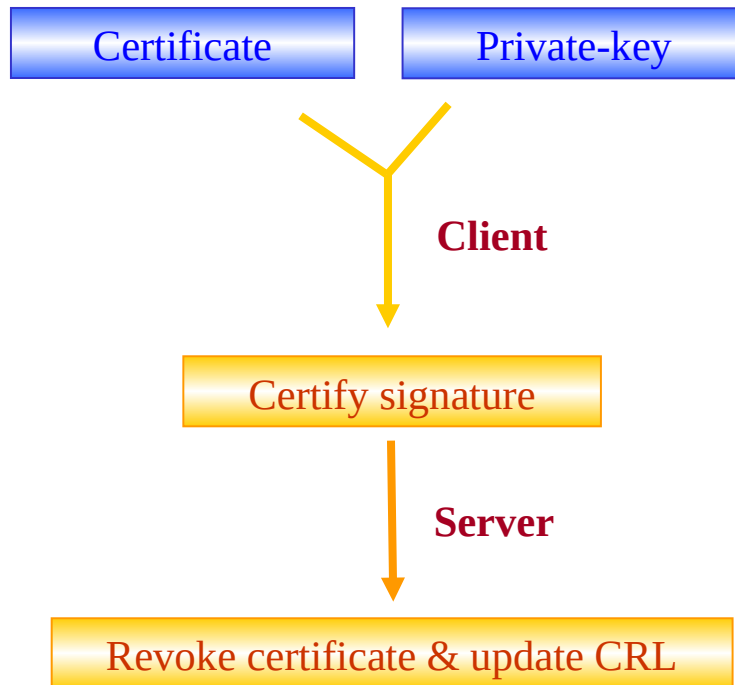 Certificate
Private-key
Client
Certify signature
Server
Revoke certificate & update CRL